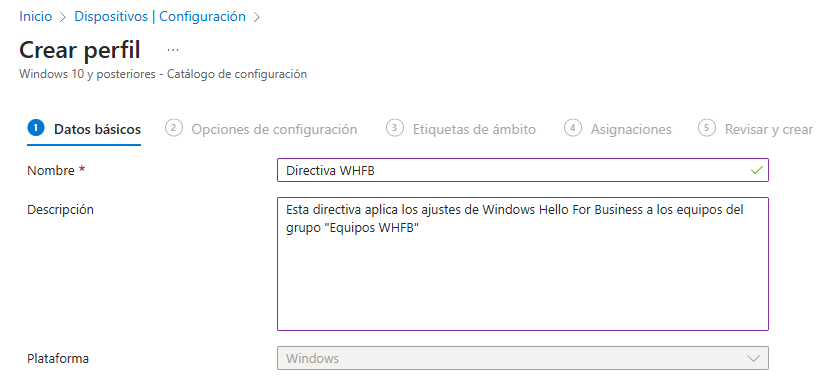 Inicio > Dispositivos | Configuración >
Crear perfil ...
Windows 10 y posteriores - Catálogo de configuración
1 Datos básicos 2 Opciones de configuración 3 Etiquetas de ámbito 4 Asignaciones 5 Revisar y crear
Nombre * Directiva WHFB
Descripción Esta directiva aplica los ajustes de Windows Hello For Business a los equipos del
grupo "Equipos WHFB"
Plataforma Windows